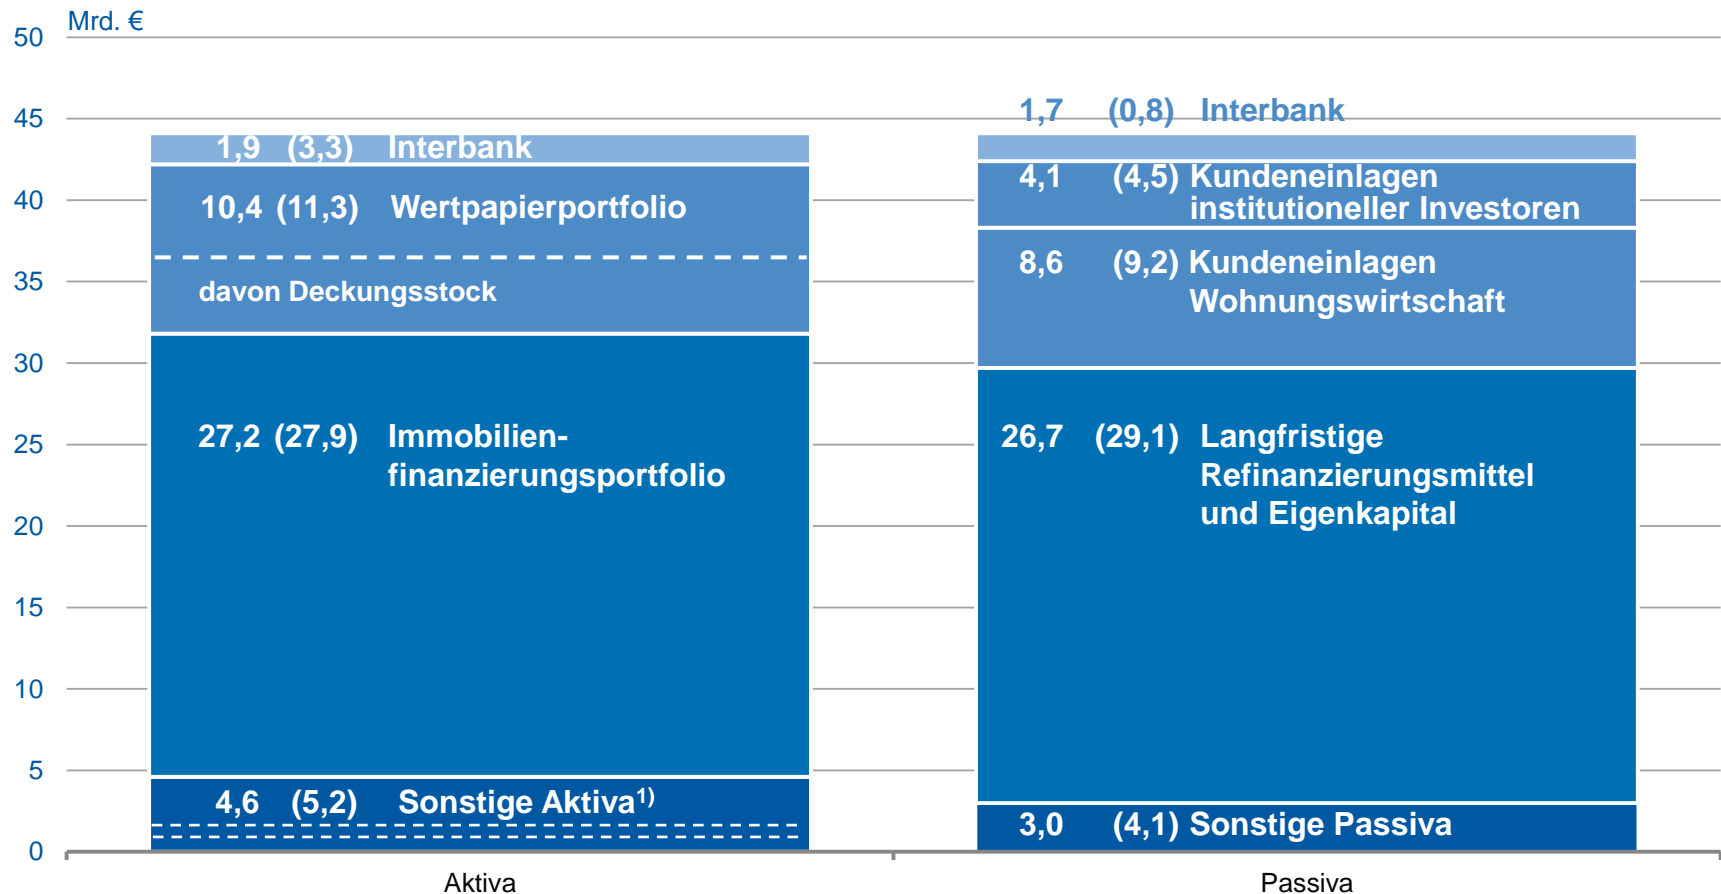 Mrd. €
50
45
40
35
30
25
20
15
10
5
0
1,9 (3,3) Interbank
10,4 (11,3) Wertpapierportfolio
davon Deckungsstock
27,2 (27,9) Immobilien-
finanzierungsportfolio
4,6 (5,2) Sonstige Aktiva1)
1,7 (0,8) Interbank
4,1 (4,5) Kundeneinlagen
institutioneller Investoren
8,6 (9,2) Kundeneinlagen
Wohnungswirtschaft
26,7 (29,1) Langfristige
Refinanzierungsmittel
und Eigenkapital
3,0 (4,1) Sonstige Passiva
Aktiva
Passiva